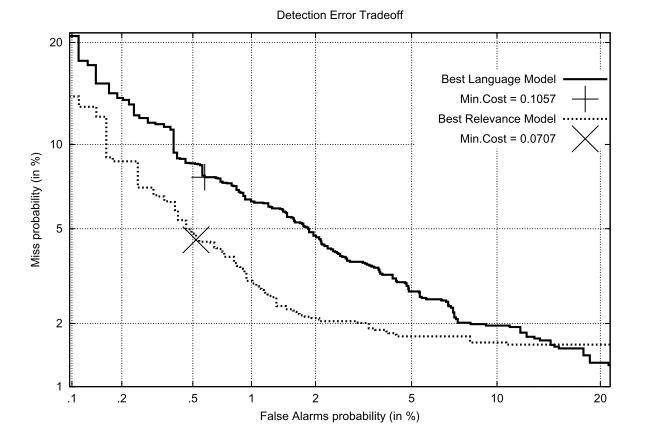 Detection Error Tradeoff
Best Language Model
Min.Cost = 0.1057
Best Relevance Model
Min.Cost = 0.0707
Miss probability (in %)
20
10
5
2
1
.1 .2 .5 1 2 5 10 20
False Alarms probability (in %)